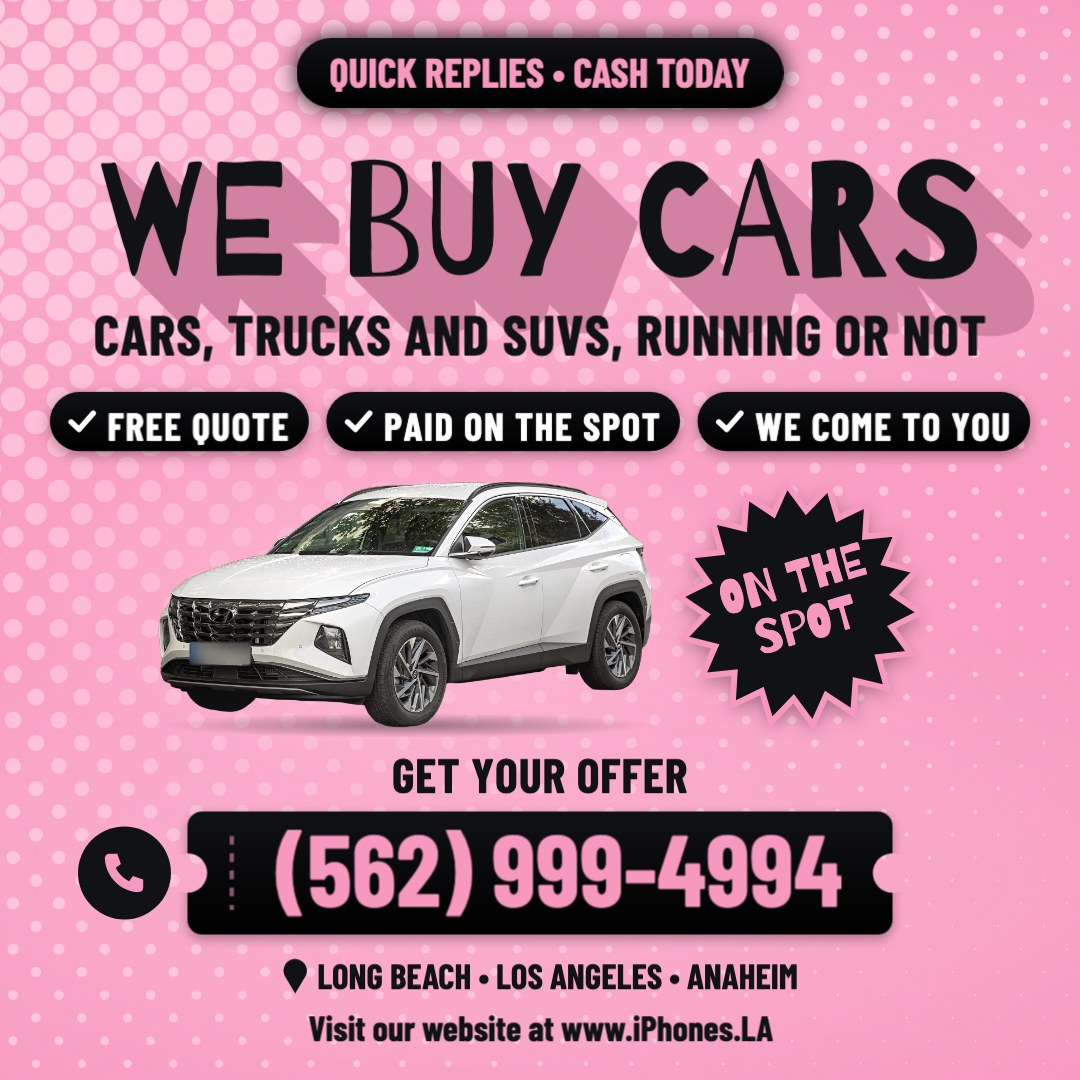 QUICK REPLIES • CASH TODAY
WE BUY CARS
CARS, TRUCKS AND SUVS, RUNNING OR NOT
FREE QUOTE
PAID ON THE SPOT
WE COME TO YOU
ON THE
SPOT
GET YOUR OFFER
(562) 999-4994
LONG BEACH • LOS ANGELES • ANAHEIM
Visit our website at www.iPhones.LA